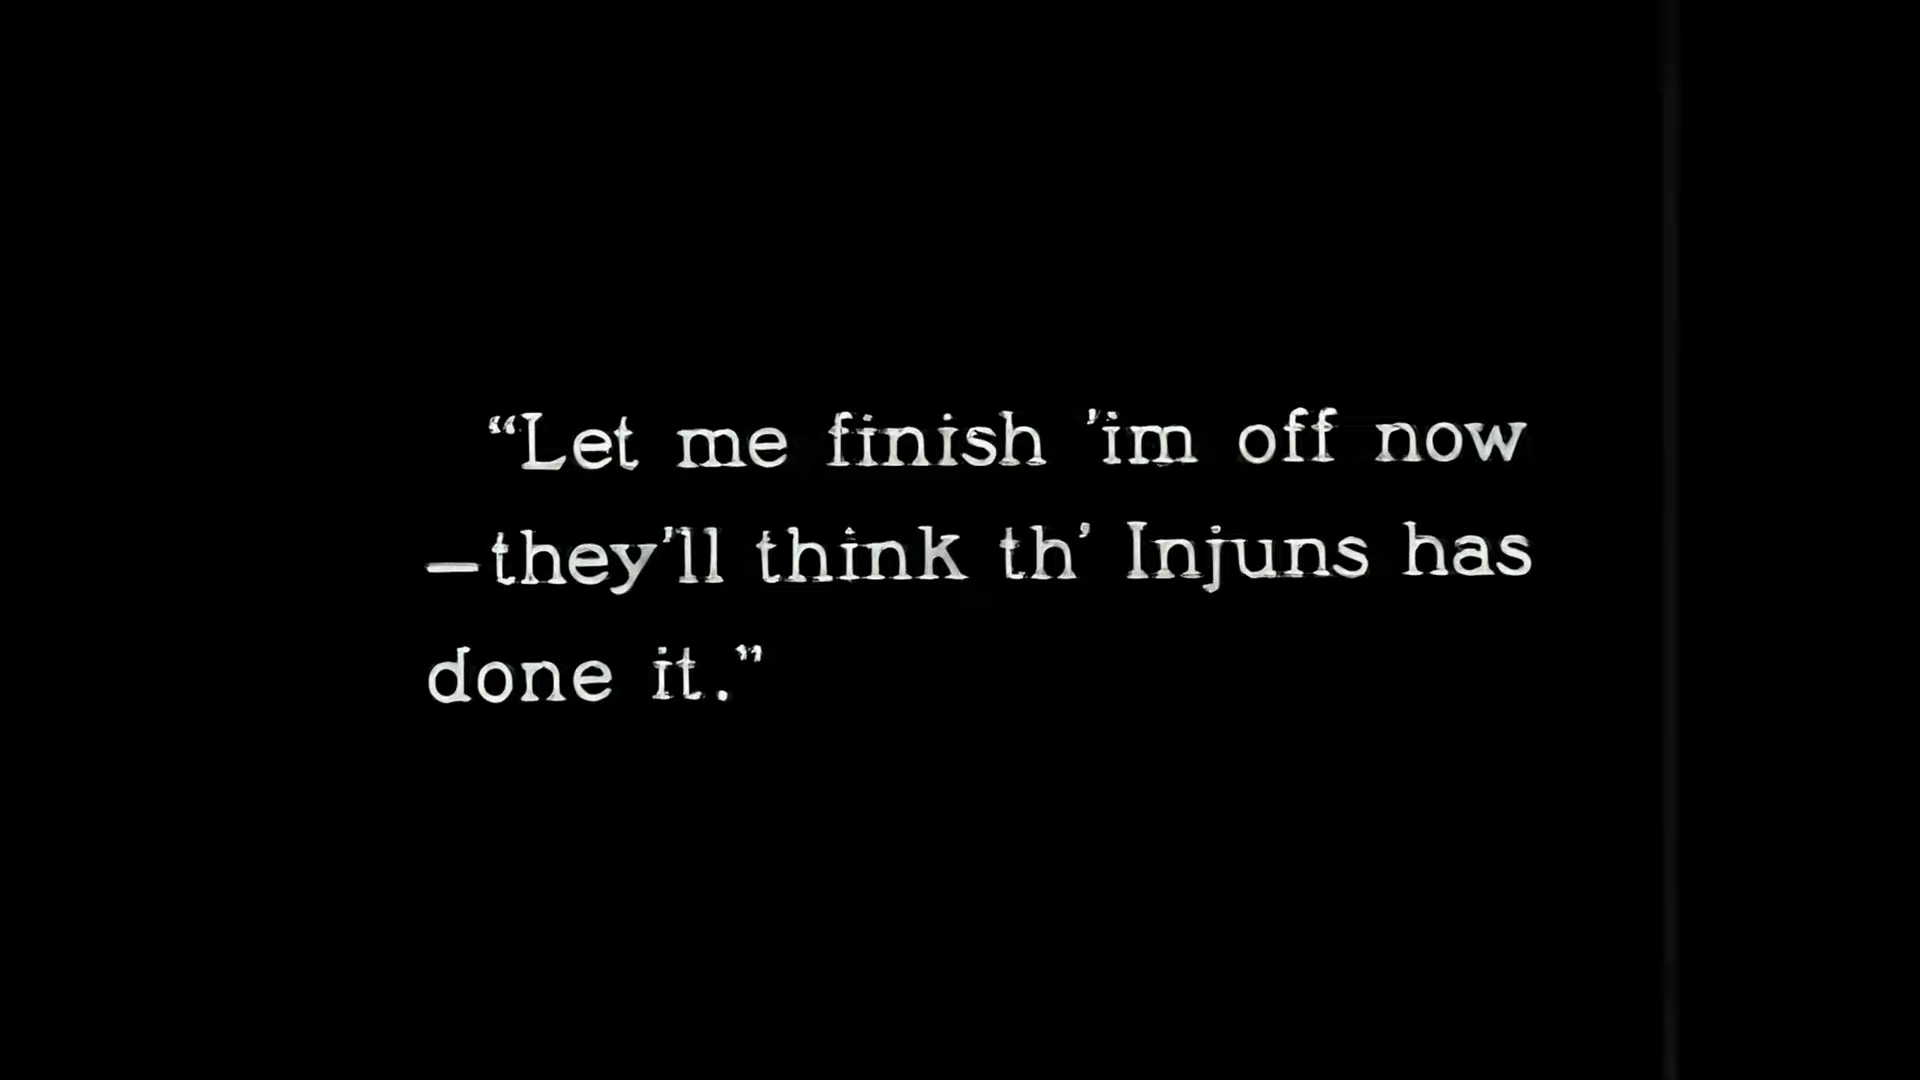 “Let me finish ’im off now
—they’ll think th’ Injuns has
done it.”